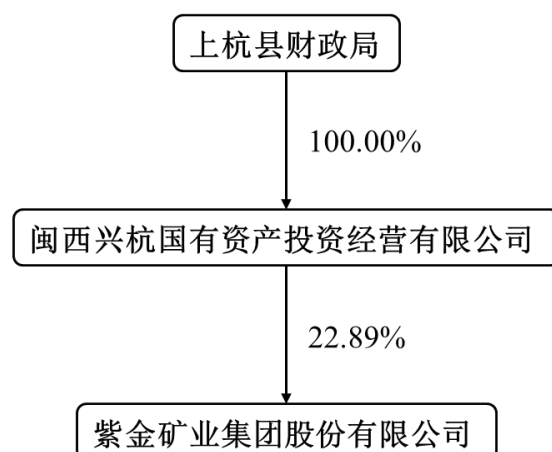 上杭县财政局
100.00%
闽西兴杭国有资产投资经营有限公司
22.89%
紫金矿业集团股份有限公司